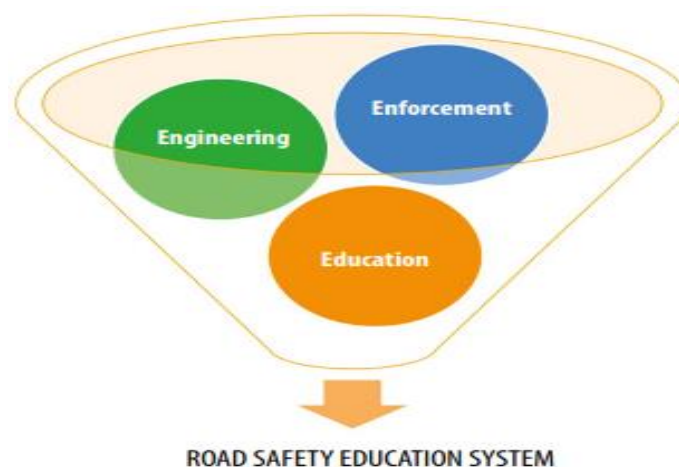 Enforcement
Engineering
Education
ROAD SAFETY EDUCATION SYSTEM